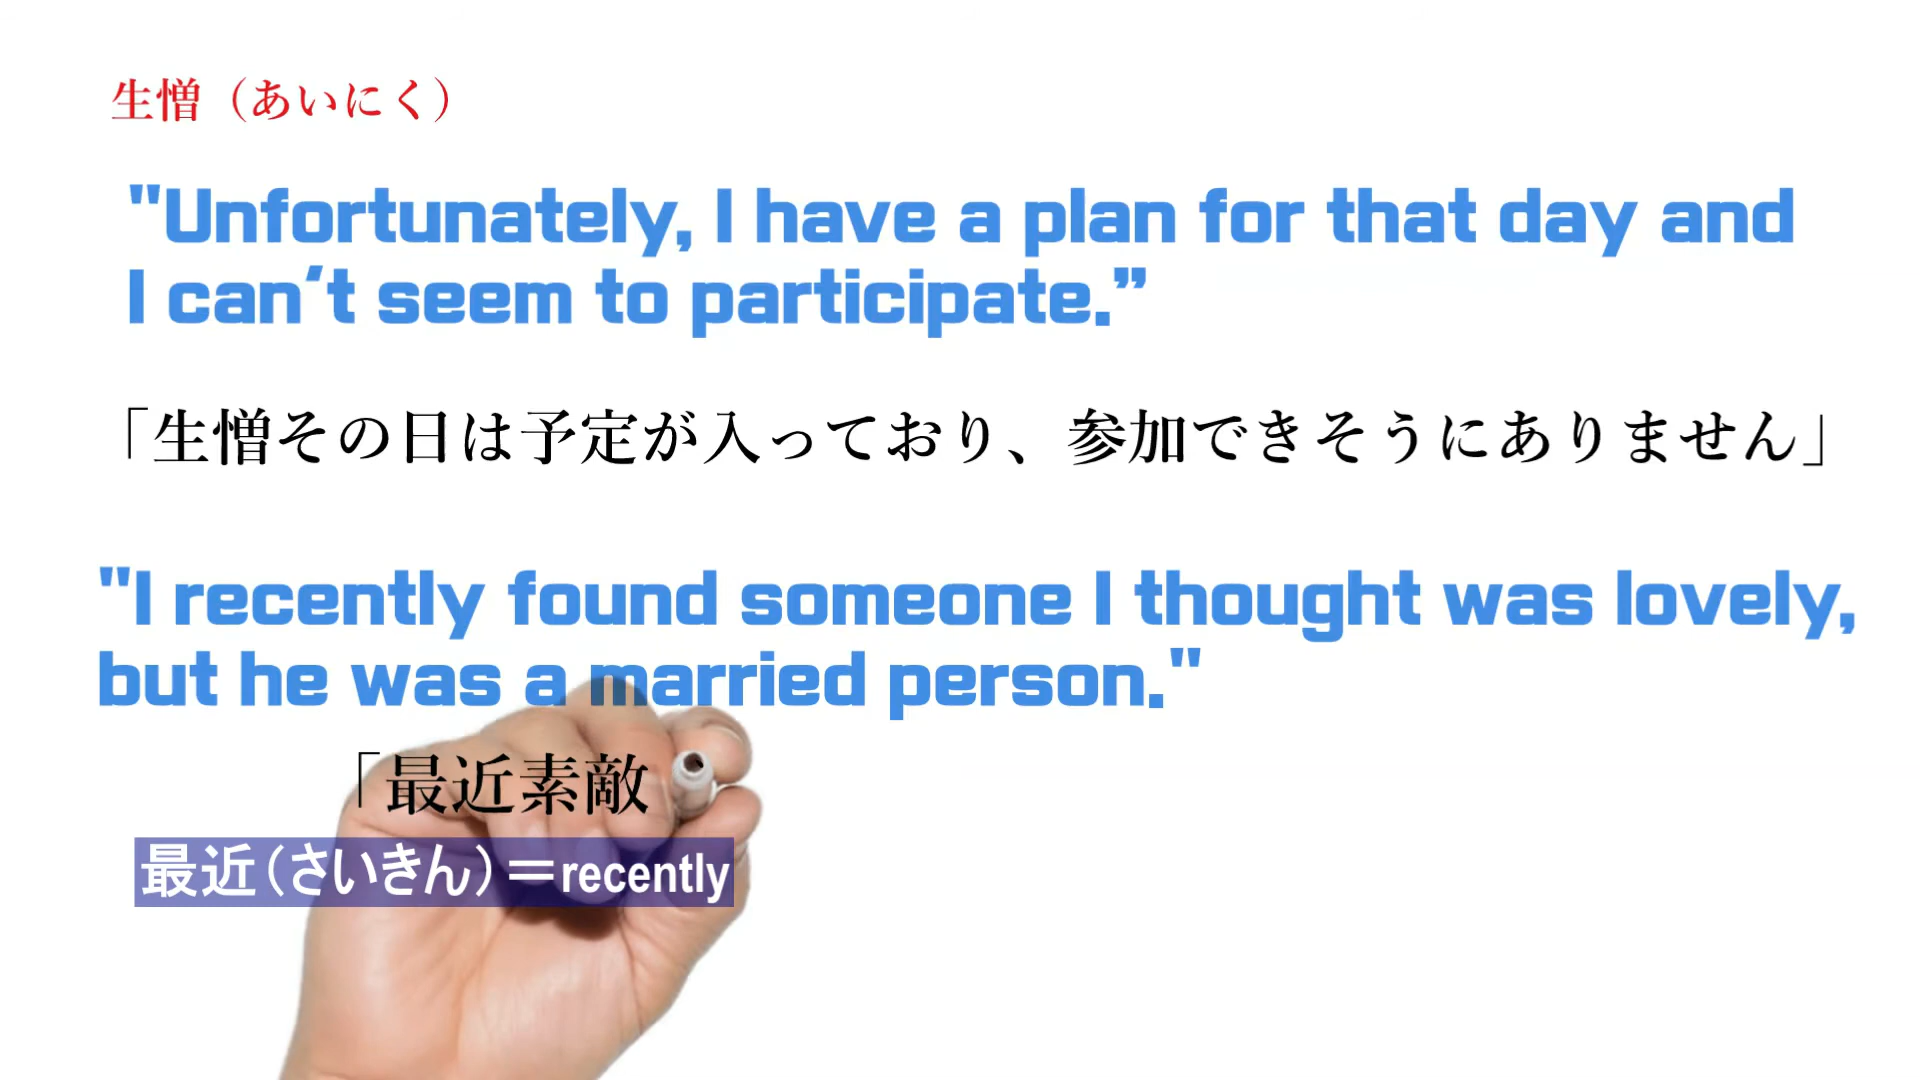 生憎（あいにく）
"Unfortunately, I have a plan for that day and
I can't seem to participate.”
「生憎その日は予定が入っており、参加できそうにありません」
"I recently found someone I thought was lovely,
but he was a married person."
「最近素敵
最近（さいきん）＝recently